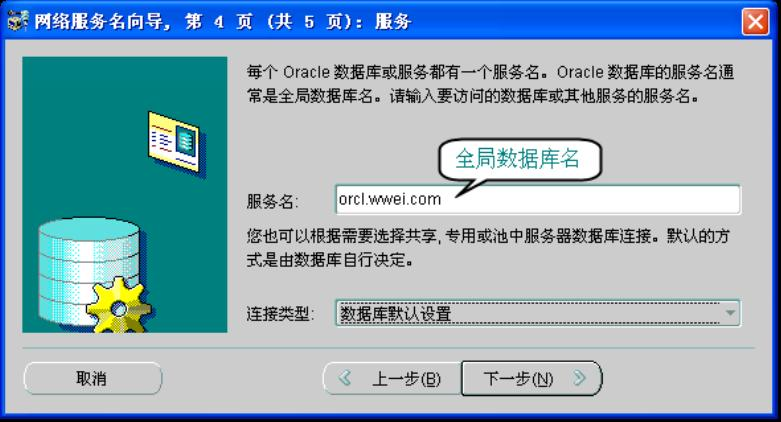 网络服务名向导, 第 4 页 (共 5 页): 服务
每个 Oracle 数据库或服务都有一个服务名。Oracle 数据库的服务名通
常是全局数据库名。请输入要访问的数据库或其他服务的服务名。
全局数据库名
服务名: orcl.wwei.com
您也可以根据需要选择共享, 专用或池中服务器数据库连接。默认的方
式是由数据库自行决定。
连接类型: 数据库默认设置
取消 上一步(B) 下一步(N)